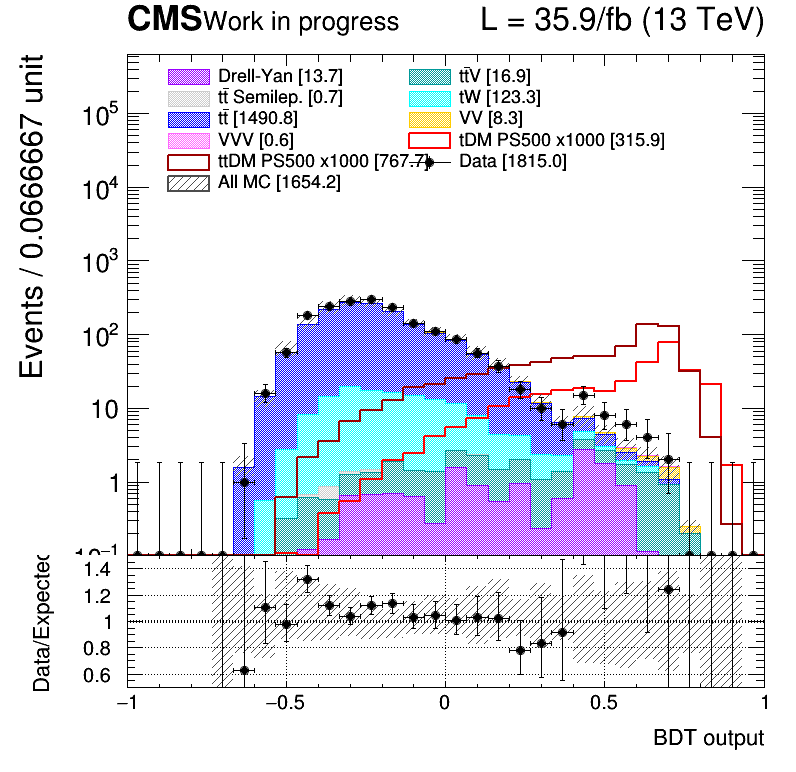 CMS Work in progress L = 35.9/fb (13 TeV)
Events / 0.0666667 unit
Drell-Yan [13.7] tt̄V [16.9]
tt̄ Semilep. [0.7] tW [123.3]
tt̄ [1490.8] VV [8.3]
VVV [0.6] tDM PS500 x1000 [315.9]
ttDM PS500 x1000 [767.7] Data [1815.0]
All MC [1654.2]
10⁵
10⁴
10³
10²
10
1
10⁻¹
Data/Expected
1.4
1.2
1
0.8
0.6
−1 −0.5 0 0.5 1
BDT output